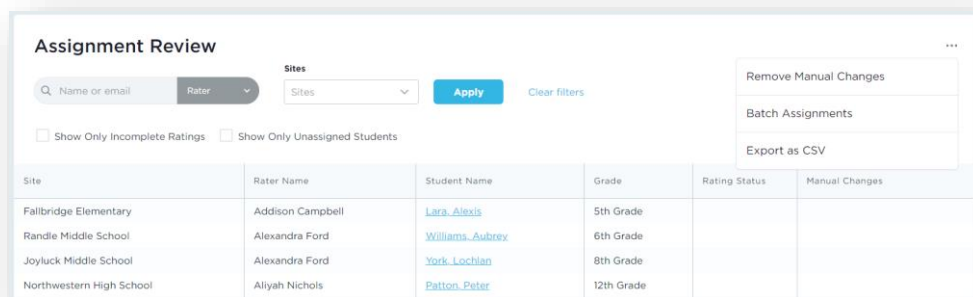 Assignment Review
...
Sites
Name or email Rater Sites Apply Clear filters
Remove Manual Changes
Batch Assignments
Export as CSV
Show Only Incomplete Ratings Show Only Unassigned Students
Site Rater Name Student Name Grade Rating Status Manual Changes
Fallbridge Elementary Addison Campbell Lara, Alexis 5th Grade
Randle Middle School Alexandra Ford Williams, Aubrey 6th Grade
Joyluck Middle School Alexandra Ford York, Lochlan 8th Grade
Northwestern High School Aliyah Nichols Patton, Peter 12th Grade